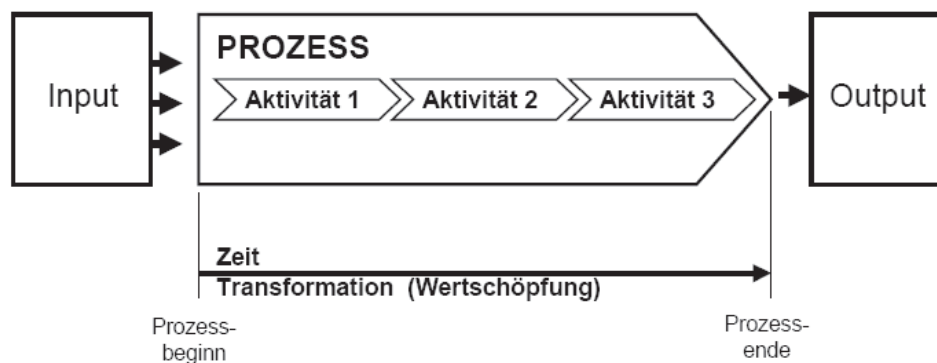 Input
PROZESS
Aktivität 1
Aktivität 2
Aktivität 3
Output
Zeit
Transformation (Wertschöpfung)
Prozess-
beginn
Prozess-
ende